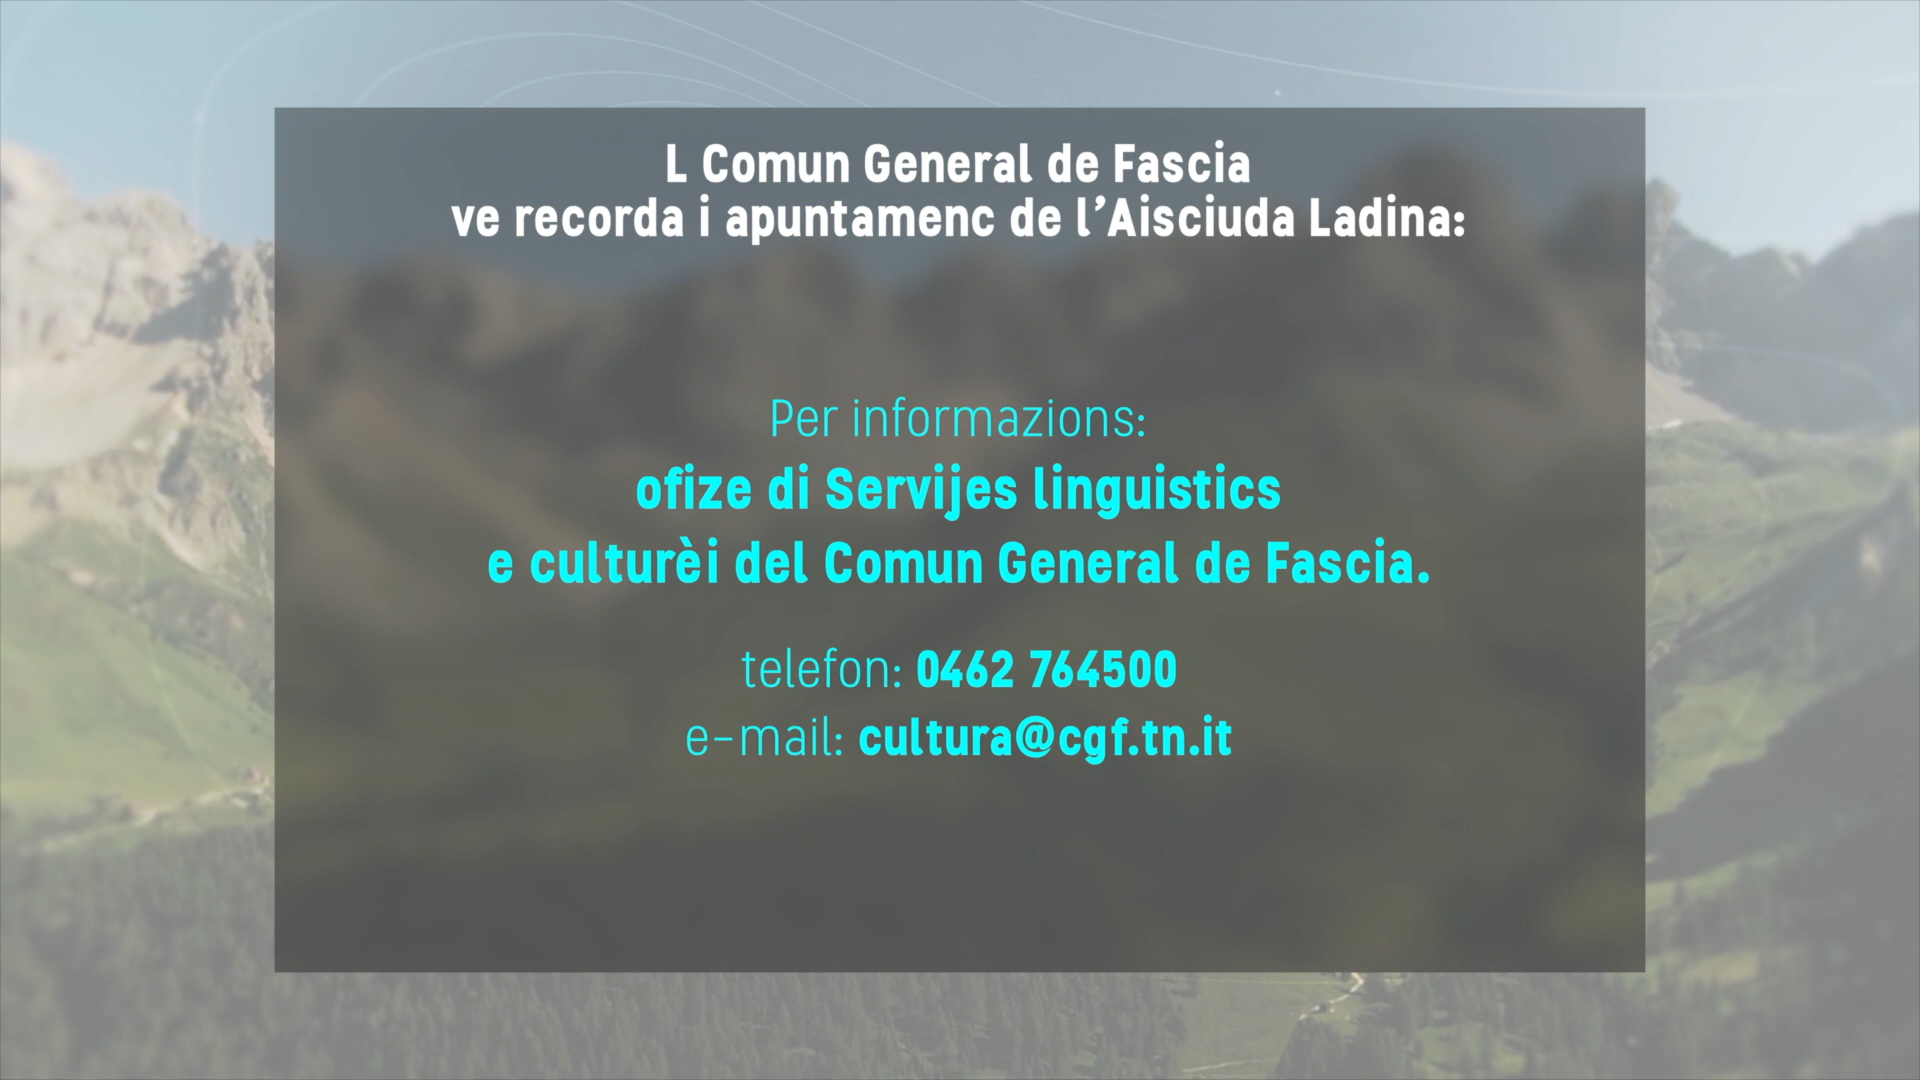 L Comun General de Fascia
ve recorda i apuntamenc de l’Aisciuda Ladina:
Per informazions:
ofize di Servijes linguistics
e culturèi del Comun General de Fascia.
telefon: 0462 764500
e-mail: cultura@cgf.tn.it